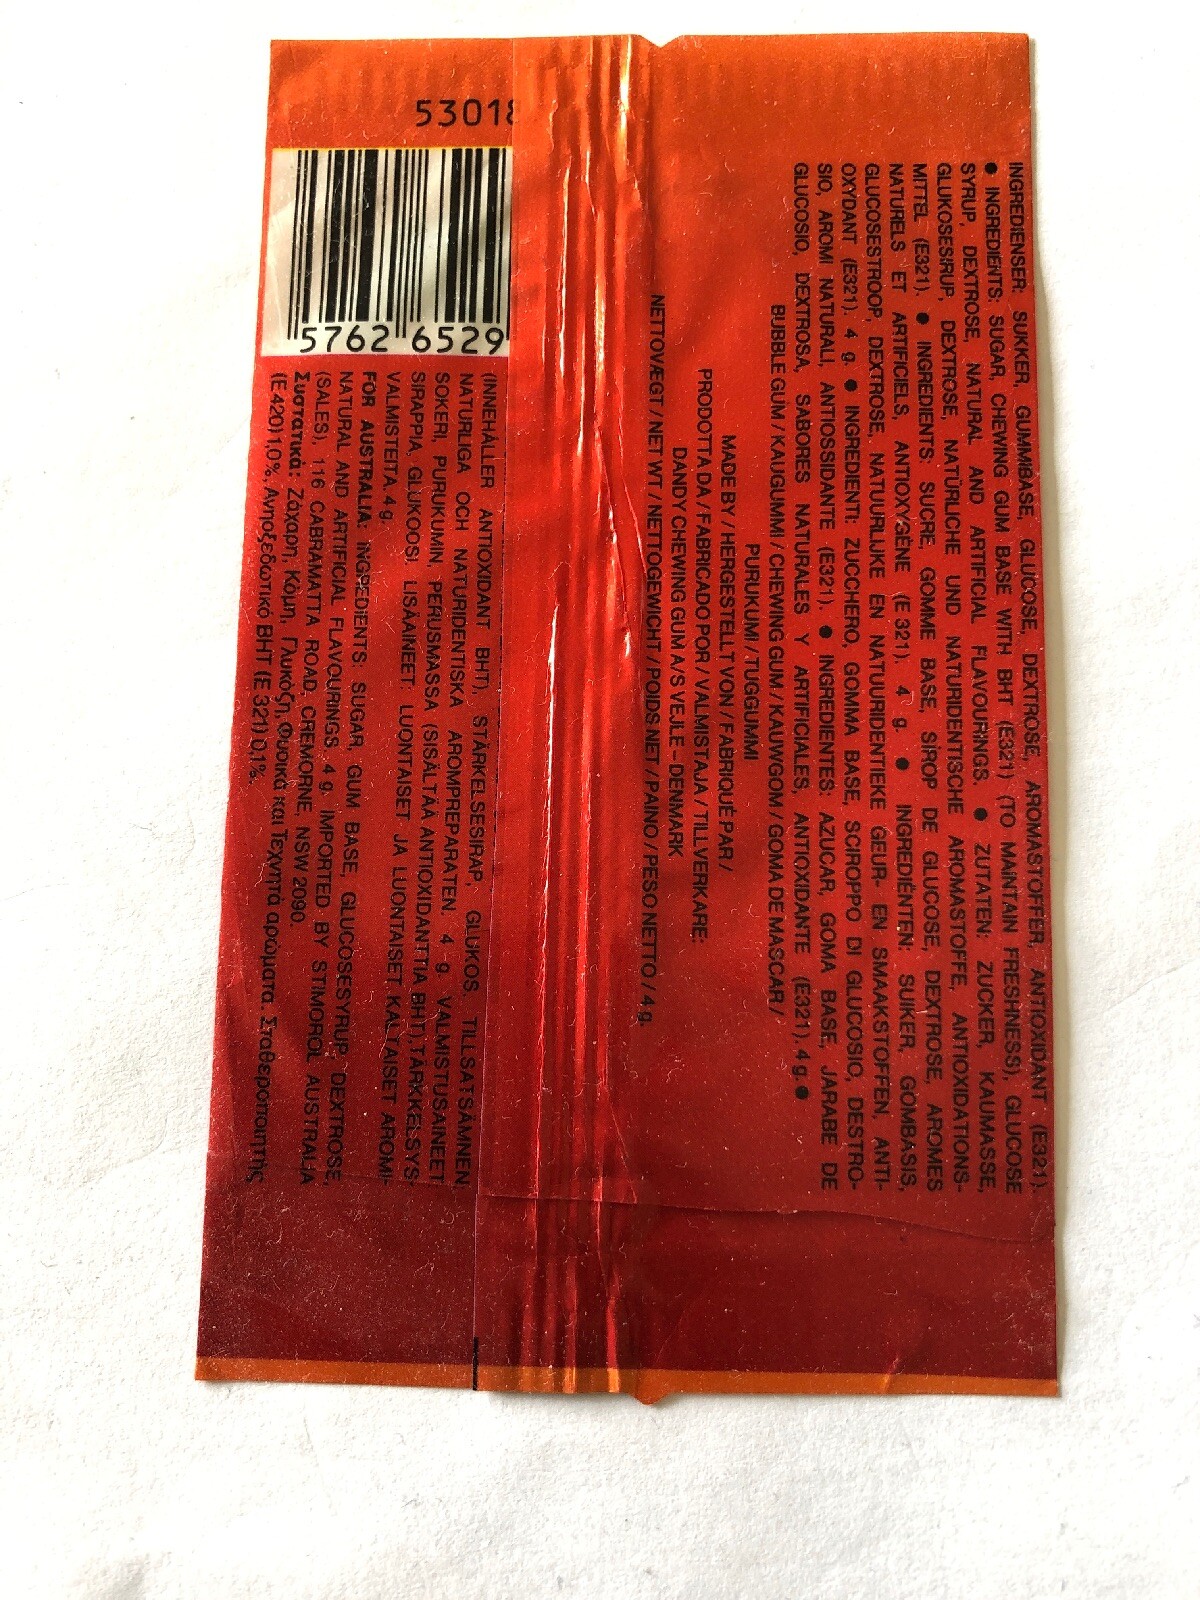 53018
5762 6529
INGREDIENSER: SUKKER, GUMMIBASE, GLUCOSE, DEXTROSE, AROMASTOFFER, ANTIOXIDANT (E321).
● INGREDIENTS: SUGAR, CHEWING GUM BASE WITH BHT (E321) (TO MAINTAIN FRESHNESS), GLUCOSE
SYRUP, DEXTROSE, NATURAL AND ARTIFICIAL FLAVOURINGS. ● ZUTATEN: ZUCKER, KAUMASSE,
GLUKOSESIRUP, DEXTROSE, NATÜRLICHE UND NATURIDENTISCHE AROMASTOFFE, ANTIOXIDATIONS-
MITTEL (E321). ● INGREDIENTS: SUCRE, GOMME BASE, SIROP DE GLUCOSE, DEXTROSE, AROMES
NATURELS ET ARTIFICIELS, ANTIOXYGÈNE (E 321). 4 g. ● INGREDIËNTEN: SUIKER, GOMBASIS,
GLUCOSESTROOP, DEXTROSE, NATUURLIJKE EN NATUURIDENTIEKE GEUR- EN SMAAKSTOFFEN, ANTI-
OXYDANT (E321). 4 g ● INGREDIENTI: ZUCCHERO, GOMMA BASE, SCIROPPO DI GLUCOSIO, DESTRO-
SIO, AROMI NATURALI, ANTIOSSIDANTE (E321). ● INGREDIENTES: AZUCAR, GOMA BASE, JARABE DE
GLUCOSIO, DEXTROSA, SABORES NATURALES Y ARTIFICIALES, ANTIOXIDANTE (E321). 4 g. ●
BUBBLE GUM / KAUGUMMI / CHEWING GUM / KAUWGOM / GOMA DE MASCAR /
PURUKUMI / TUGGUMMI
MADE BY / HERGESTELLT VON / FABRIQUÉ PAR /
PRODOTTA DA / FABRICADO POR / VALMISTAJA / TILLVERKARE:
DANDY CHEWING GUM A/S VEJLE – DENMARK
NETTOVÆGT / NET WT / NETTOGEWICHT / POIDS NET / PAINO / PESO NETTO / 4 g.
(INNEHÅLLER ANTIOXIDANT BHT), STÄRKELSESIRAP, GLUKOS. TILLSATSÄMNEN
NATURLIGA OCH NATURIDENTISKA AROMPREPARATEN. 4 g. VALMISTUSAINEET
SOKERI, PURUKUMIN, PERUSMASSA (SISÄLTÄÄ ANTIOXIDANTTIA BHT), TÄRKKELSYS-
SIRAPPIA, GLUKOOSI. LISÄAINEET: LUONTAISET JA LUONTAISET KALTAISET AROMI-
VALMISTEITA. 4 g.
FOR AUSTRALIA. INGREDIENTS: SUGAR, GUM BASE, GLUCOSESYRUP, DEXTROSE,
NATURAL AND ARTIFICIAL FLAVOURINGS. 4 g. IMPORTED BY STIMOROL AUSTRALIA
(SALES), 116 CABRAMATTA ROAD, CREMORNE, NSW 2090.
Συστατικά: Ζάχαρη, Κόμη, Γλυκόζη, Φυσικά και Τεχνητά αρώματα. Σταθεροποιητής
(E 420) 1,0%, Αντιοξεδωτικό BHT (E 321) 0,1%.